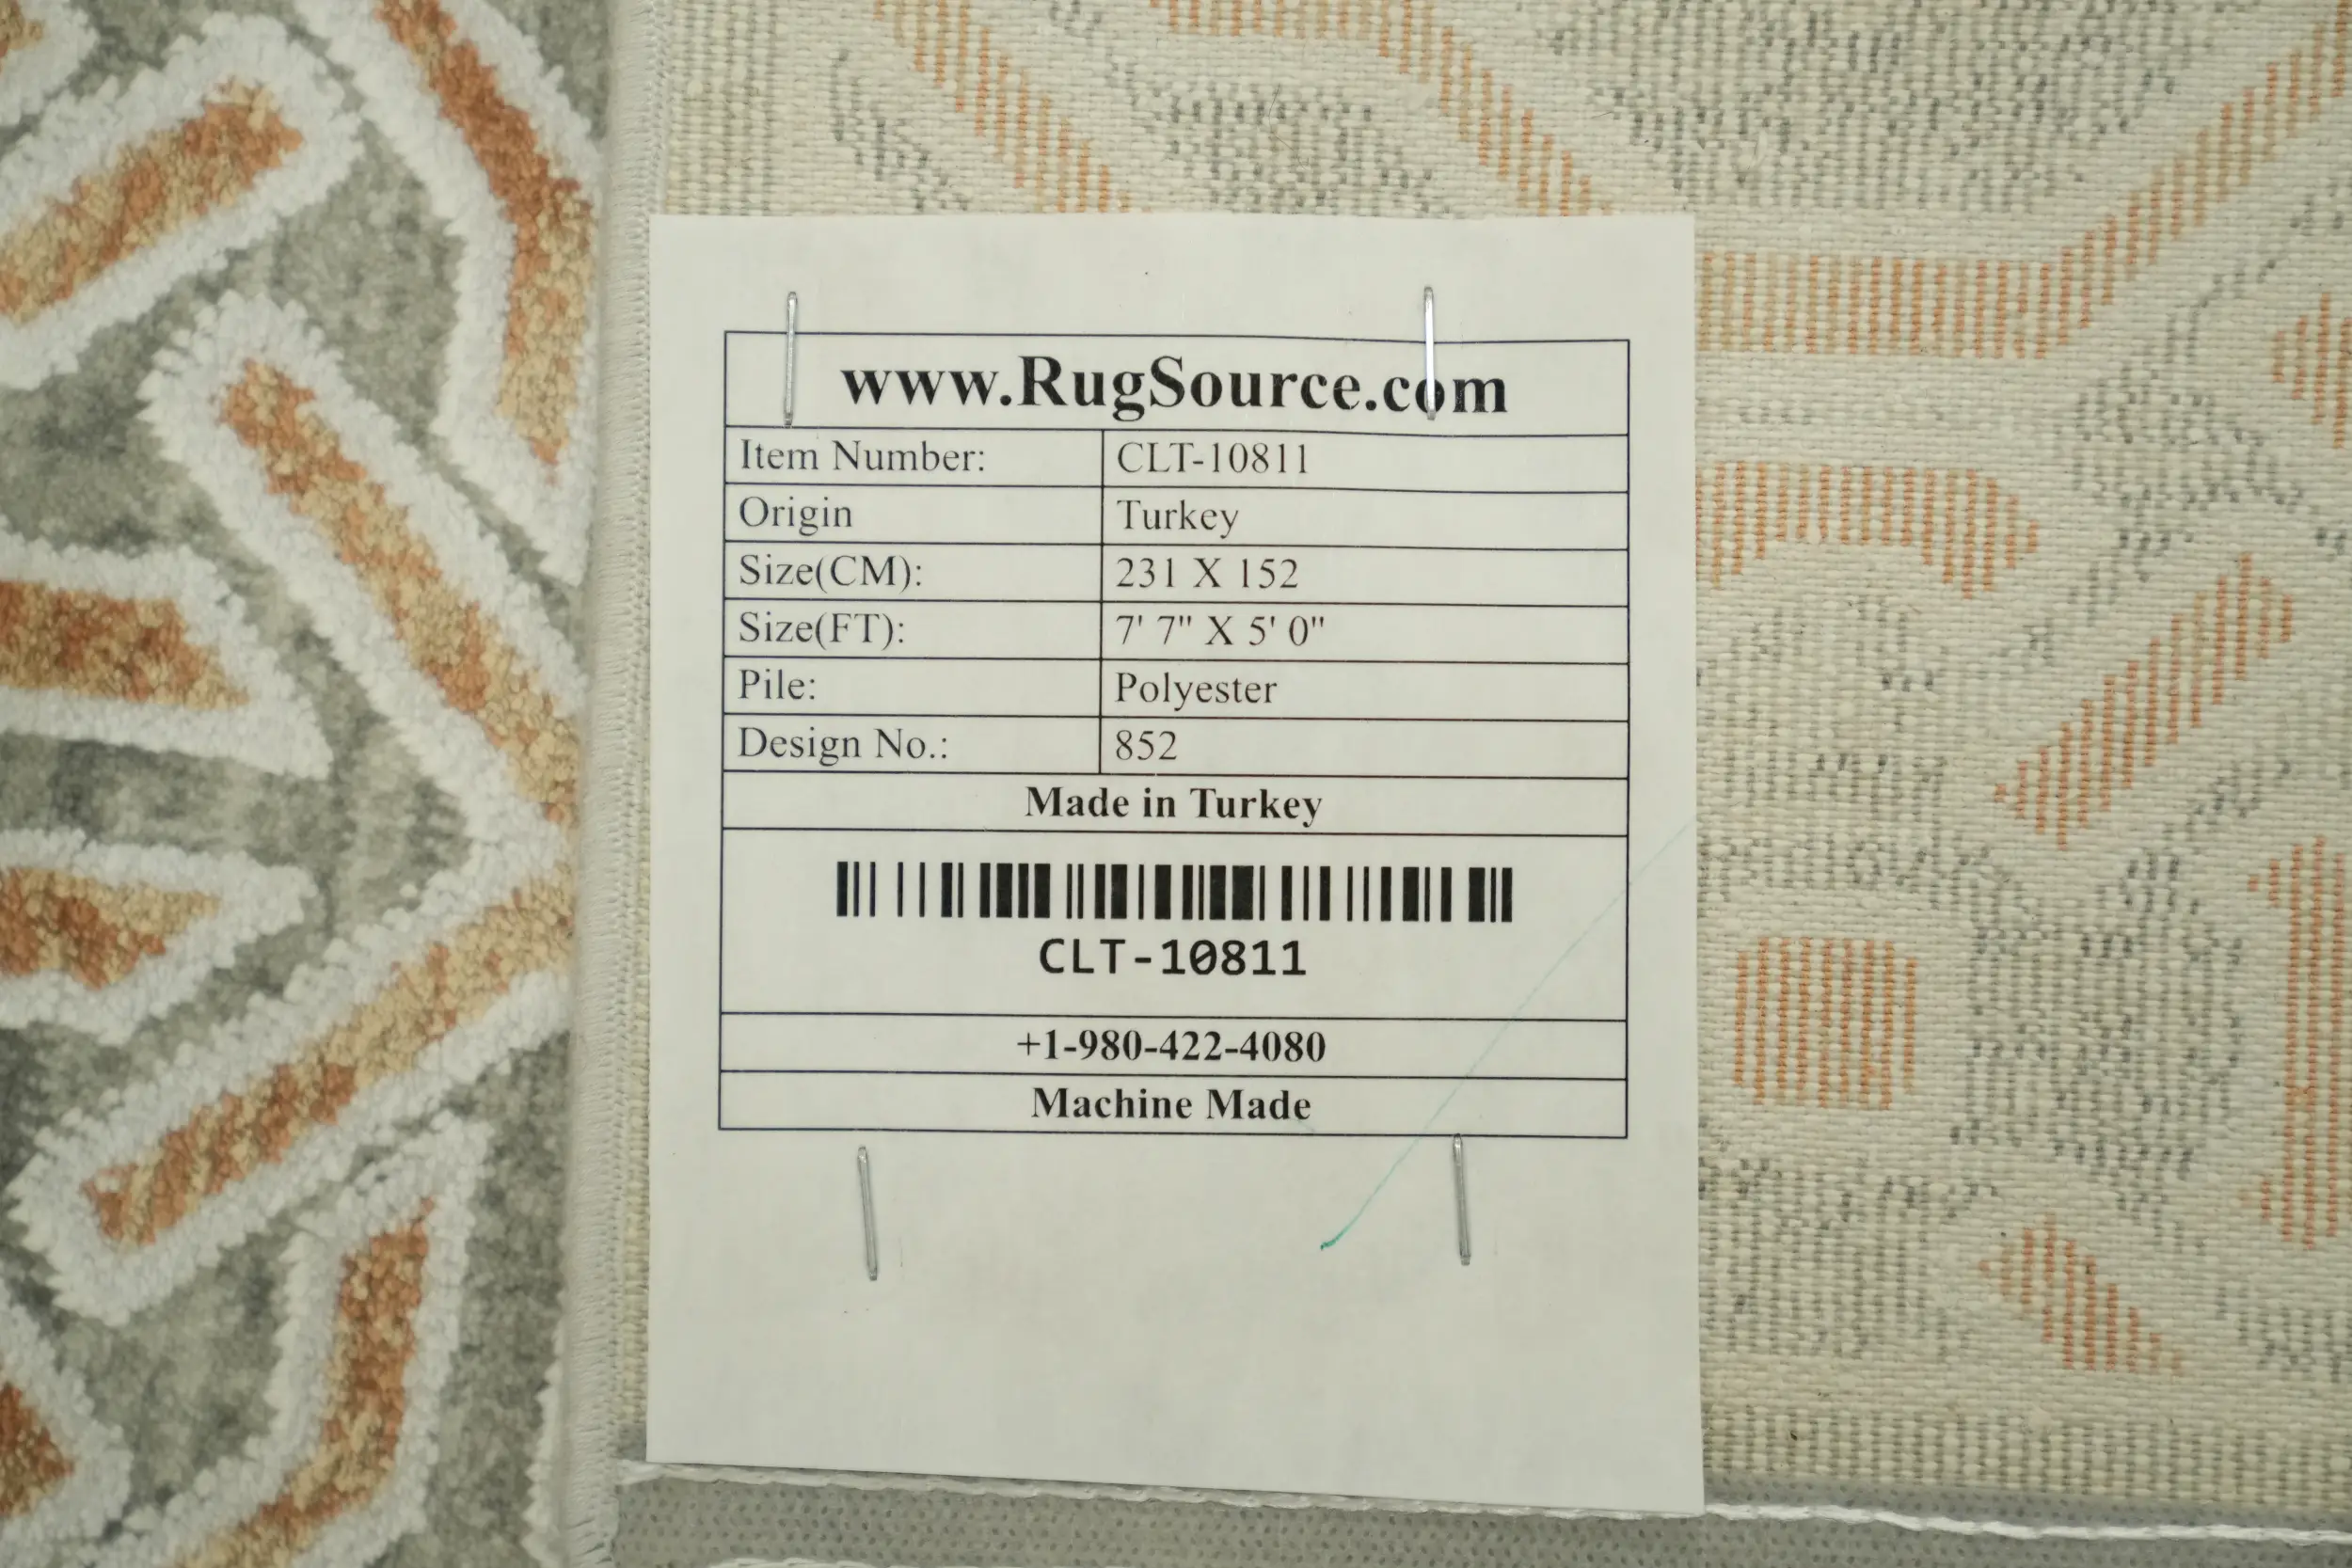 www.RugSource.com
Item Number: CLT-10811
Origin Turkey
Size(CM): 231 X 152
Size(FT): 7' 7" X 5' 0"
Pile: Polyester
Design No.: 852
Made in Turkey
CLT-10811
+1-980-422-4080
Machine Made